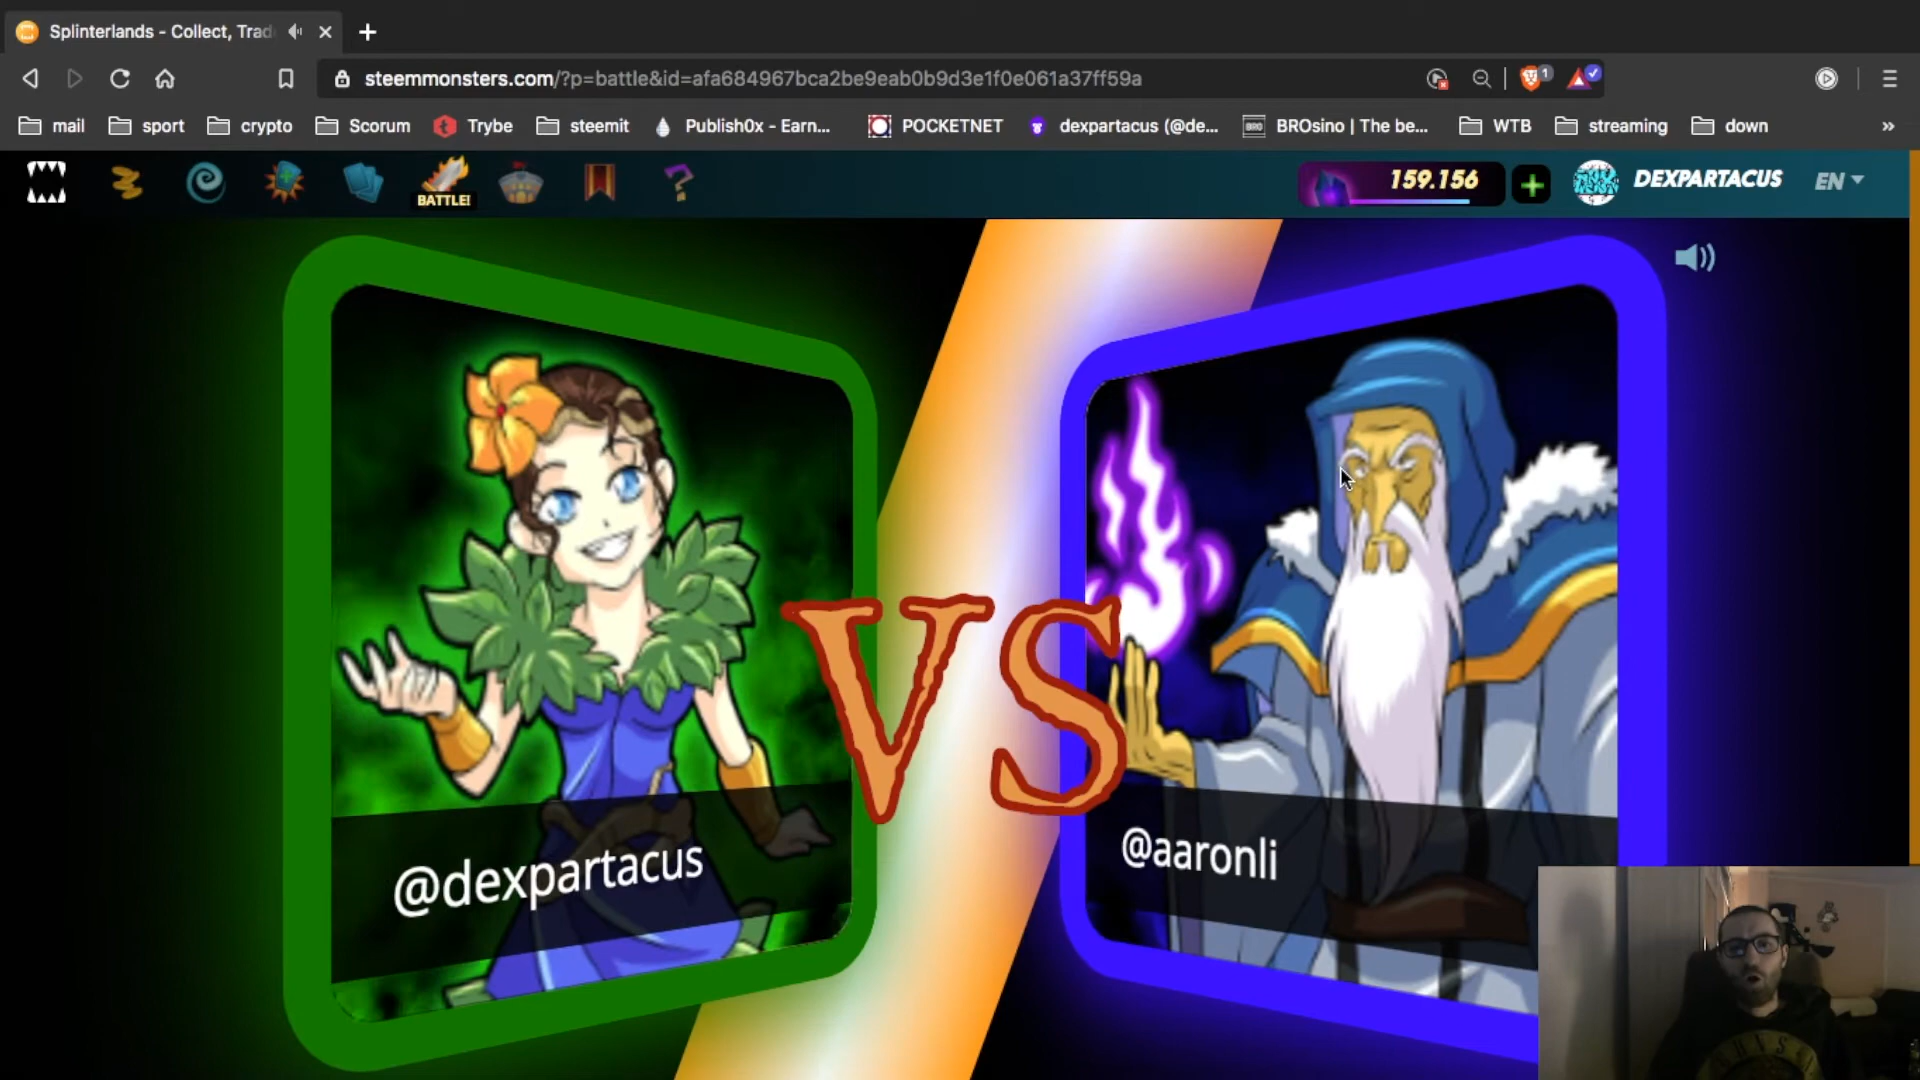 Splinterlands - Collect, Trad
steemmonsters.com/?p=battle&id=afa684967bca2be9eab0b9d3e1f0e061a37ff59a
1
mail sport crypto Scorum Trybe steemit Publish0x - Earn... POCKETNET dexpartacus (@de... BROsino | The be... WTB streaming down »
BATTLE!
159.156
DEXPARTACUS
EN
VS
@dexpartacus
@aaronli